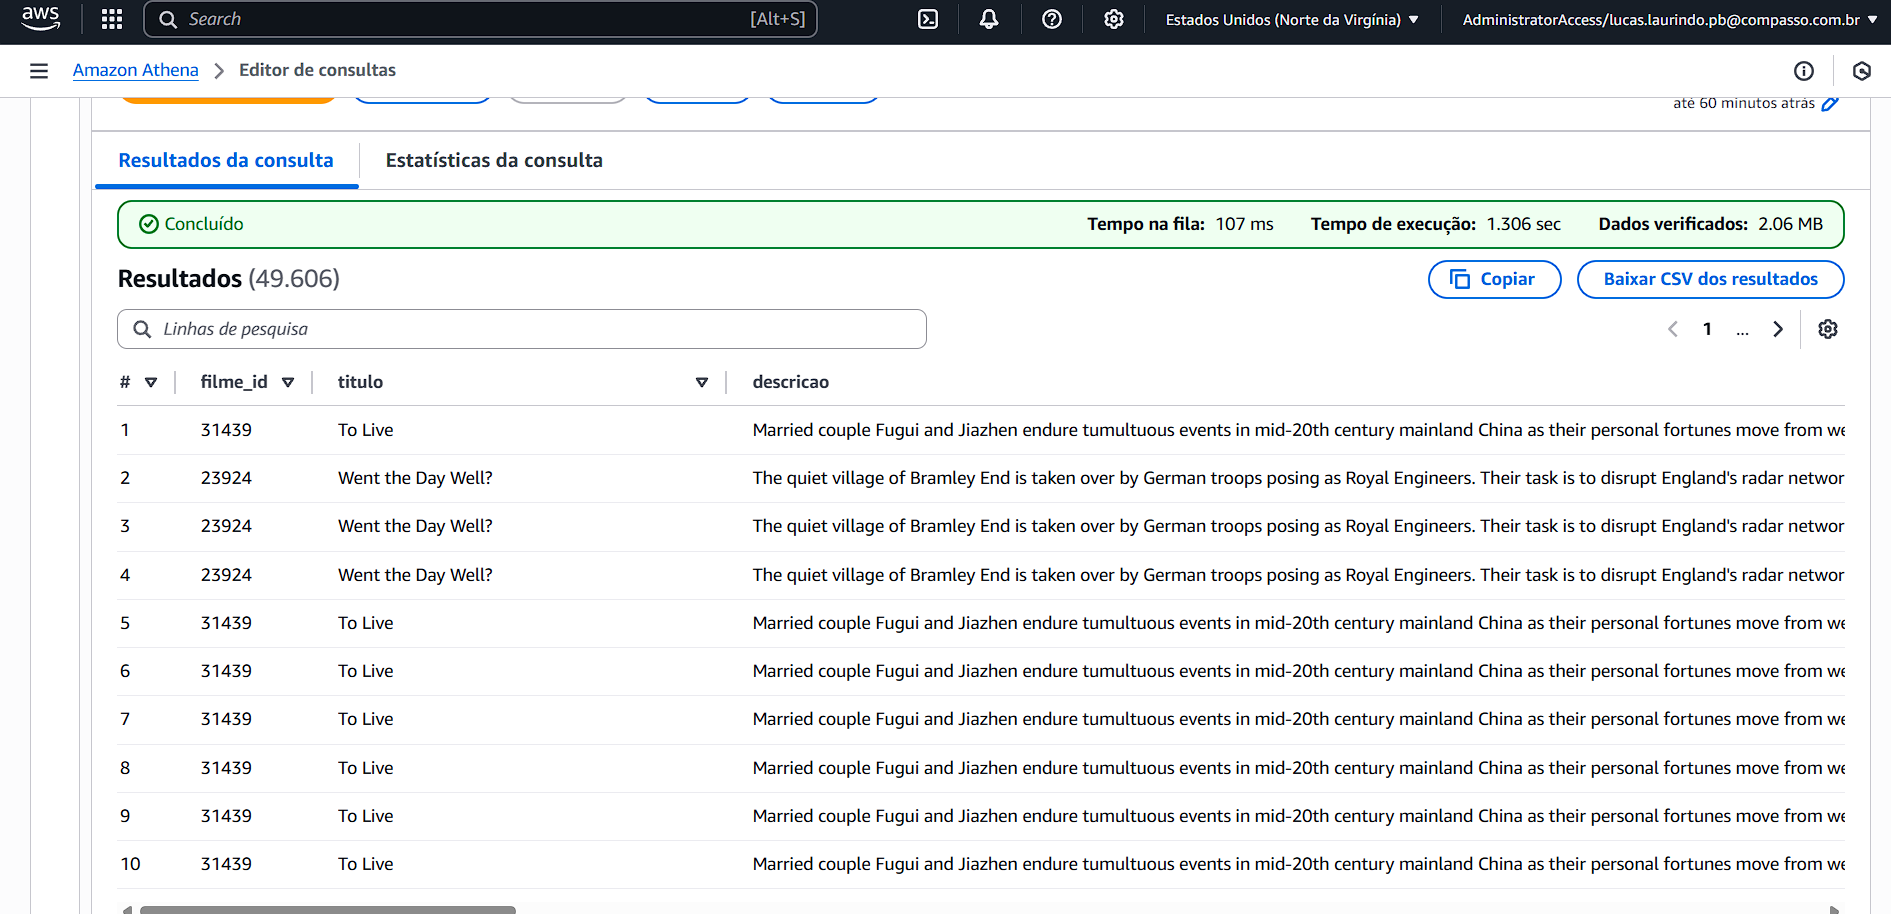 aws Search [Alt+S] Estados Unidos (Norte da Virgínia) AdministratorAccess/lucas.laurindo.pb@compasso.com.br
Amazon Athena Editor de consultas
até 60 minutos atrás
Resultados da consulta Estatísticas da consulta
Concluído Tempo na fila: 107 ms Tempo de execução: 1.306 sec Dados verificados: 2.06 MB
Resultados (49.606) Copiar Baixar CSV dos resultados
Linhas de pesquisa 1 ...
# filme_id titulo descricao
1 31439 To Live Married couple Fugui and Jiazhen endure tumultuous events in mid-20th century mainland China as their personal fortunes move from we
2 23924 Went the Day Well? The quiet village of Bramley End is taken over by German troops posing as Royal Engineers. Their task is to disrupt England's radar networ
3 23924 Went the Day Well? The quiet village of Bramley End is taken over by German troops posing as Royal Engineers. Their task is to disrupt England's radar networ
4 23924 Went the Day Well? The quiet village of Bramley End is taken over by German troops posing as Royal Engineers. Their task is to disrupt England's radar networ
5 31439 To Live Married couple Fugui and Jiazhen endure tumultuous events in mid-20th century mainland China as their personal fortunes move from we
6 31439 To Live Married couple Fugui and Jiazhen endure tumultuous events in mid-20th century mainland China as their personal fortunes move from we
7 31439 To Live Married couple Fugui and Jiazhen endure tumultuous events in mid-20th century mainland China as their personal fortunes move from we
8 31439 To Live Married couple Fugui and Jiazhen endure tumultuous events in mid-20th century mainland China as their personal fortunes move from we
9 31439 To Live Married couple Fugui and Jiazhen endure tumultuous events in mid-20th century mainland China as their personal fortunes move from we
10 31439 To Live Married couple Fugui and Jiazhen endure tumultuous events in mid-20th century mainland China as their personal fortunes move from we